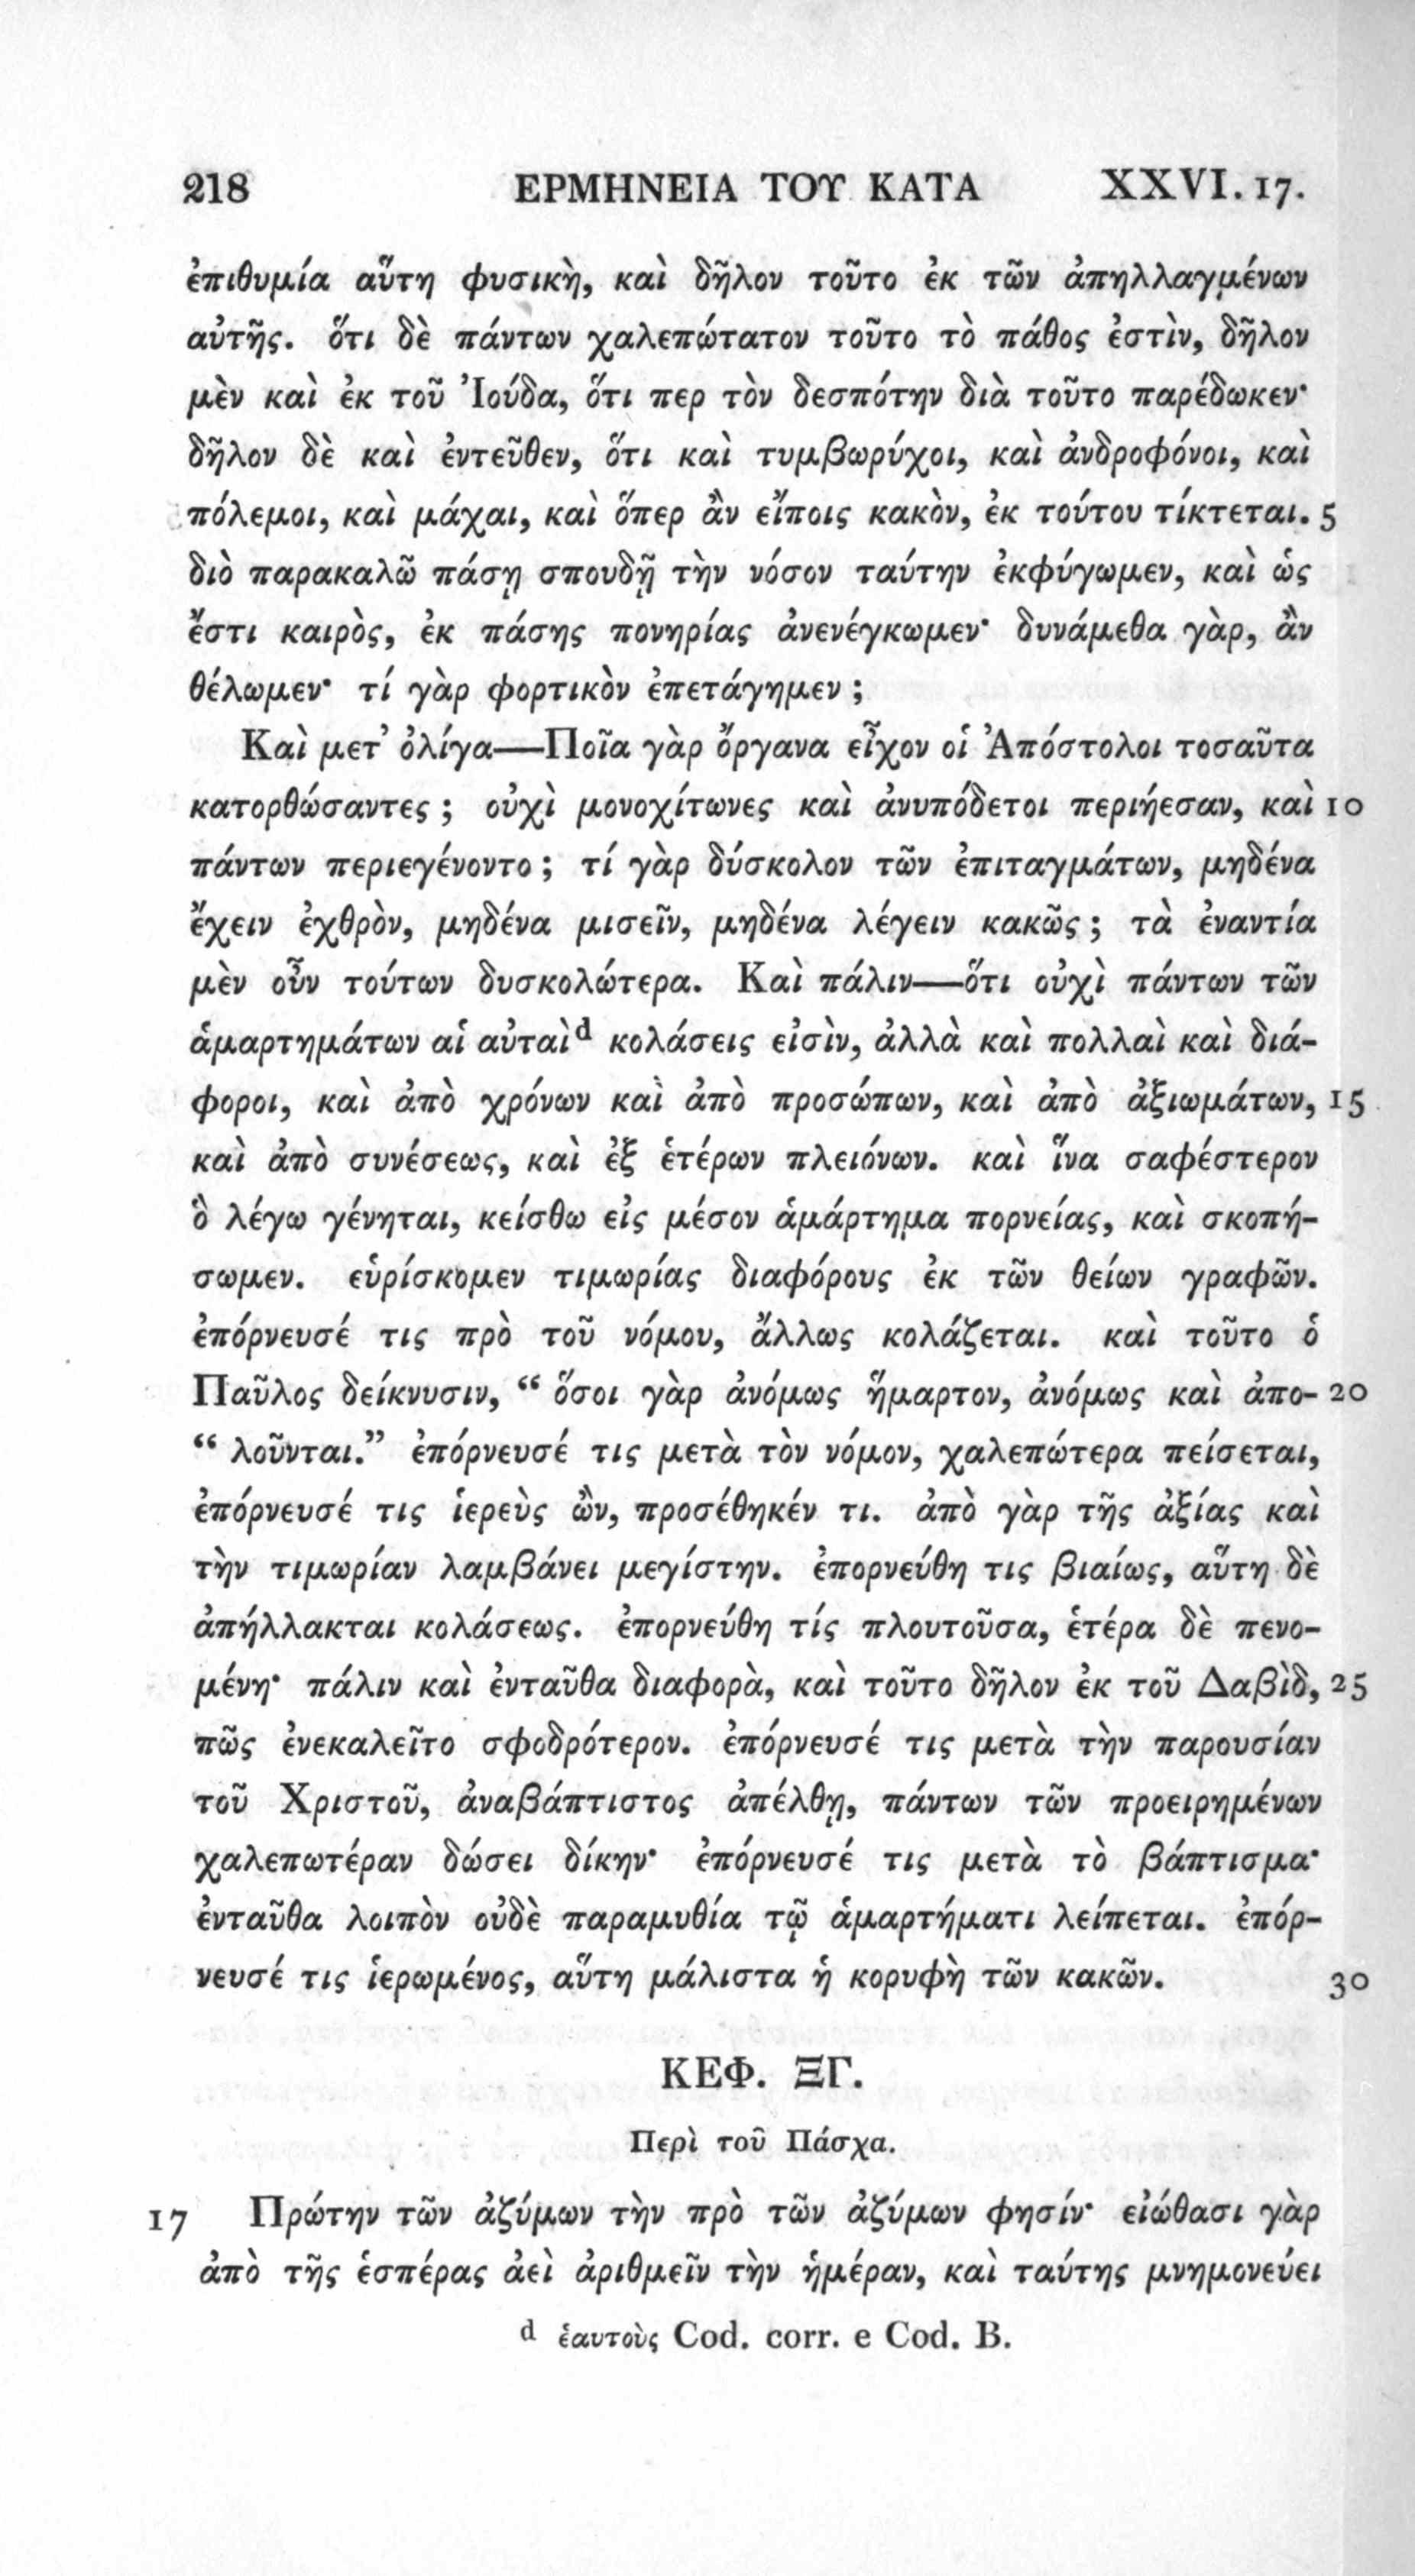 218 ΕΡΜΗΝΕΙΑ ΤΟΥ ΚΑΤΑ XXVI. 17.
ἐπιθυμία αὕτη φυσικὴ, καὶ δῆλον τοῦτο ἐκ τῶν ἀπηλλαγμένων
αὐτῆς. ὅτι δὲ πάντων χαλεπώτατον τοῦτο τὸ πάθος ἐστὶν, δῆλον
μὲν καὶ ἐκ τοῦ Ἰούδα, ὅτι περ τὸν δεσπότην διὰ τοῦτο παρέδωκεν·
δῆλον δὲ καὶ ἐντεῦθεν, ὅτι καὶ τυμβωρύχοι, καὶ ἀνδροφόνοι, καὶ
πόλεμοι, καὶ μάχαι, καὶ ὅπερ ἂν εἴποις κακὸν, ἐκ τούτου τίκτεται. 5
διὸ παρακαλῶ πάσῃ σπουδῇ τὴν νόσον ταύτην ἐκφύγωμεν, καὶ ὡς
ἔστι καιρὸς, ἐκ πάσης πονηρίας ἀνενέγκωμεν· δυνάμεθα γὰρ, ἂν
θέλωμεν· τί γὰρ φορτικὸν ἐπετάγημεν ;
Καὶ μετ’ ὀλίγα—Ποῖα γὰρ ὄργανα εἶχον οἱ Ἀπόστολοι τοσαῦτα
κατορθώσαντες ; οὐχὶ μονοχίτωνες καὶ ἀνυπόδετοι περιήεσαν, καὶ 10
πάντων περιεγένοντο ; τί γὰρ δύσκολον τῶν ἐπιταγμάτων, μηδένα
ἔχειν ἐχθρὸν, μηδένα μισεῖν, μηδένα λέγειν κακῶς ; τὰ ἐναντία
μὲν οὖν τούτων δυσκολώτερα. Καὶ πάλιν—ὅτι οὐχὶ πάντων τῶν
ἁμαρτημάτων αἱ αὐταὶ d κολάσεις εἰσὶν, ἀλλὰ καὶ πολλαὶ καὶ διά-
φοροι, καὶ ἀπὸ χρόνων καὶ ἀπὸ προσώπων, καὶ ἀπὸ ἀξιωμάτων, 15
καὶ ἀπὸ συνέσεως, καὶ ἐξ ἑτέρων πλειόνων. καὶ ἵνα σαφέστερον
ὃ λέγω γένηται, κείσθω εἰς μέσον ἁμάρτημα πορνείας, καὶ σκοπή-
σωμεν. εὑρίσκομεν τιμωρίας διαφόρους ἐκ τῶν θείων γραφῶν.
ἐπόρνευσέ τις πρὸ τοῦ νόμου, ἄλλως κολάζεται. καὶ τοῦτο ὁ
Παῦλος δείκνυσιν, “ ὅσοι γὰρ ἀνόμως ἥμαρτον, ἀνόμως καὶ ἀπο- 20
“ λοῦνται.” ἐπόρνευσέ τις μετὰ τὸν νόμον, χαλεπώτερα πείσεται,
ἐπόρνευσέ τις ἱερεὺς ὢν, προσέθηκέν τι. ἀπὸ γὰρ τῆς ἀξίας καὶ
τὴν τιμωρίαν λαμβάνει μεγίστην. ἐπορνεύθη τις βιαίως, αὕτη δὲ
ἀπήλλακται κολάσεως. ἐπορνεύθη τίς πλουτοῦσα, ἑτέρα δὲ πενο-
μένη· πάλιν καὶ ἐνταῦθα διαφορὰ, καὶ τοῦτο δῆλον ἐκ τοῦ Δαβὶδ, 25
πῶς ἐνεκαλεῖτο σφοδρότερον. ἐπόρνευσέ τις μετὰ τὴν παρουσίαν
τοῦ Χριστοῦ, ἀναβάπτιστος ἀπέλθῃ, πάντων τῶν προειρημένων
χαλεπωτέραν δώσει δίκην· ἐπόρνευσέ τις μετὰ τὸ βάπτισμα·
ἐνταῦθα λοιπὸν οὐδὲ παραμυθία τῷ ἁμαρτήματι λείπεται. ἐπόρ-
νευσέ τις ἱερωμένος, αὕτη μάλιστα ἡ κορυφὴ τῶν κακῶν. 30
ΚΕΦ. ΞΓ.
Περὶ τοῦ Πάσχα.
17 Πρώτην τῶν ἀζύμων τὴν πρὸ τῶν ἀζύμων φησίν· εἰώθασι γὰρ
ἀπὸ τῆς ἑσπέρας ἀεὶ ἀριθμεῖν τὴν ἡμέραν, καὶ ταύτης μνημονεύει
d ἑαυτοὺς Cod. corr. e Cod. B.